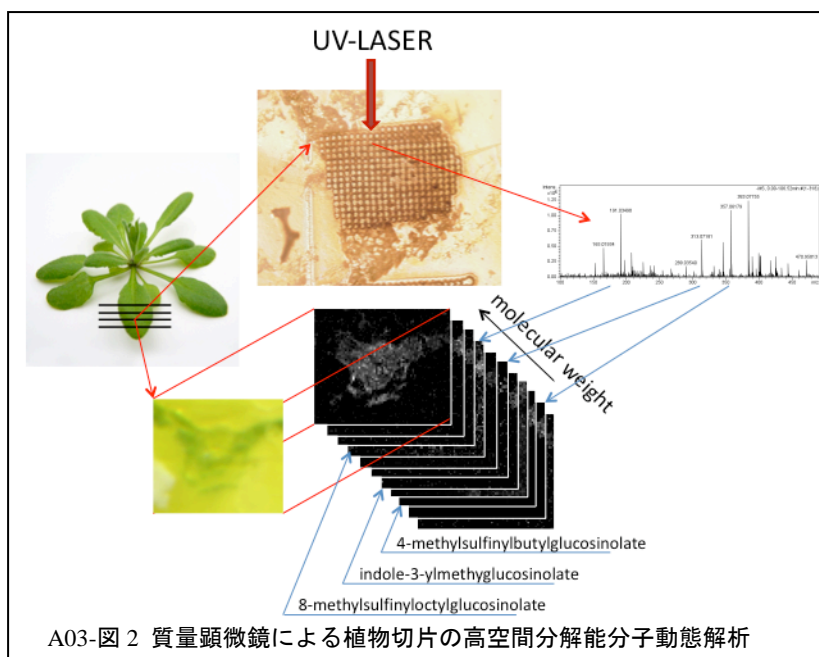 UV-LASER
molecular weight
4-methylsulfinylbutylglucosinolate
indole-3-ylmethyglucosinolate
8-methylsulfinyloctylglucosinolate
A03-図 2 質量顕微鏡による植物切片の高空間分解能分子動態解析